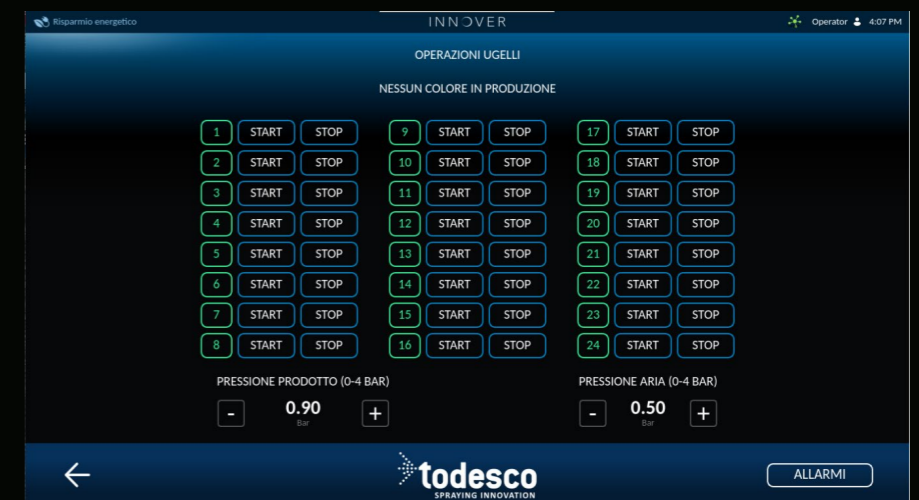 Risparmio energetico
INNOVER
Operator 4:07 PM
OPERAZIONI UGELLI
NESSUN COLORE IN PRODUZIONE
1 START STOP 9 START STOP 17 START STOP
2 START STOP 10 START STOP 18 START STOP
3 START STOP 11 START STOP 19 START STOP
4 START STOP 12 START STOP 20 START STOP
5 START STOP 13 START STOP 21 START STOP
6 START STOP 14 START STOP 22 START STOP
7 START STOP 15 START STOP 23 START STOP
8 START STOP 16 START STOP 24 START STOP
PRESSIONE PRODOTTO (0-4 BAR) PRESSIONE ARIA (0-4 BAR)
- 0.90 + - 0.50 +
Bar Bar
todesco ALLARMI
SPRAYING INNOVATION